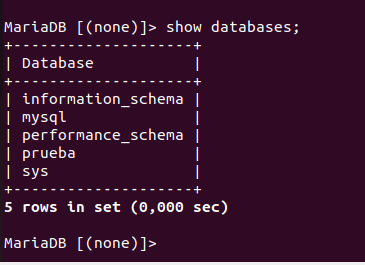 MariaDB [(none)]> show databases;
+--------------------+
| Database           |
+--------------------+
| information_schema |
| mysql              |
| performance_schema |
| prueba             |
| sys                |
+--------------------+
5 rows in set (0,000 sec)
MariaDB [(none)]>